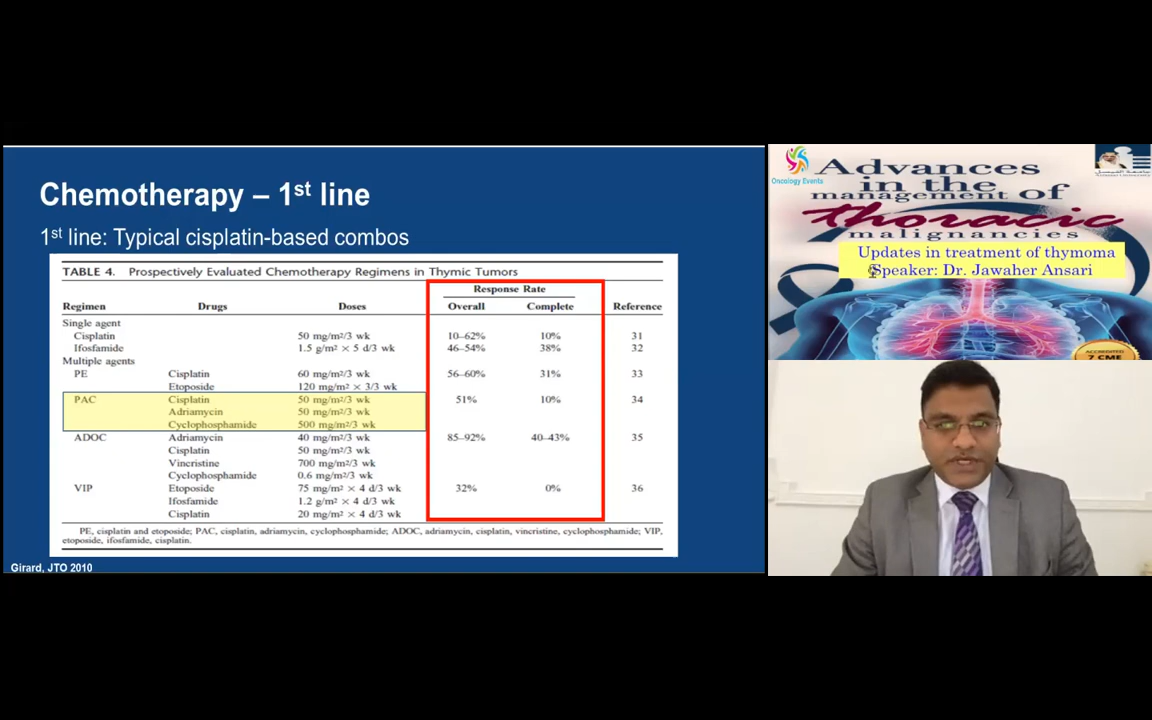 Chemotherapy – 1st line
1st line: Typical cisplatin-based combos
TABLE 4. Prospectively Evaluated Chemotherapy Regimens in Thymic Tumors
Response Rate
Regimen Drugs Doses Overall Complete Reference
Single agent
Cisplatin 50 mg/m²/3 wk 10–62% 10% 31
Ifosfamide 1.5 g/m² × 5 d/3 wk 46–54% 38% 32
Multiple agents
PE Cisplatin 60 mg/m²/3 wk 56–60% 31% 33
Etoposide 120 mg/m² × 3/3 wk
PAC Cisplatin 50 mg/m²/3 wk 51% 10% 34
Adriamycin 50 mg/m²/3 wk
Cyclophosphamide 500 mg/m²/3 wk
ADOC Adriamycin 40 mg/m²/3 wk 85–92% 40–43% 35
Cisplatin 50 mg/m²/3 wk
Vincristine 700 mg/m²/3 wk
Cyclophosphamide 0.6 mg/m²/3 wk
VIP Etoposide 75 mg/m² × 4 d/3 wk 32% 0% 36
Ifosfamide 1.2 g/m² × 4 d/3 wk
Cisplatin 20 mg/m² × 4 d/3 wk
PE, cisplatin and etoposide; PAC, cisplatin, adriamycin, cyclophosphamide; ADOC, adriamycin, cisplatin, vincristine, cyclophosphamide; VIP,
etoposide, ifosfamide, cisplatin.
Girard, JTO 2010
Oncology Events
Advances
in the
management of
thoracic
malignancies
Updates in treatment of thymoma
Speaker: Dr. Jawaher Ansari
ACCREDITED
7 CME